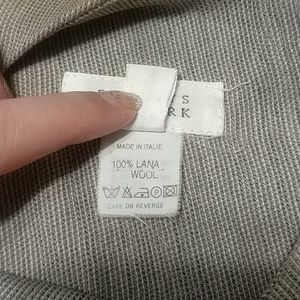 MADE IN ITALIE
100% LANA
WOOL
CARE ON REVERSE